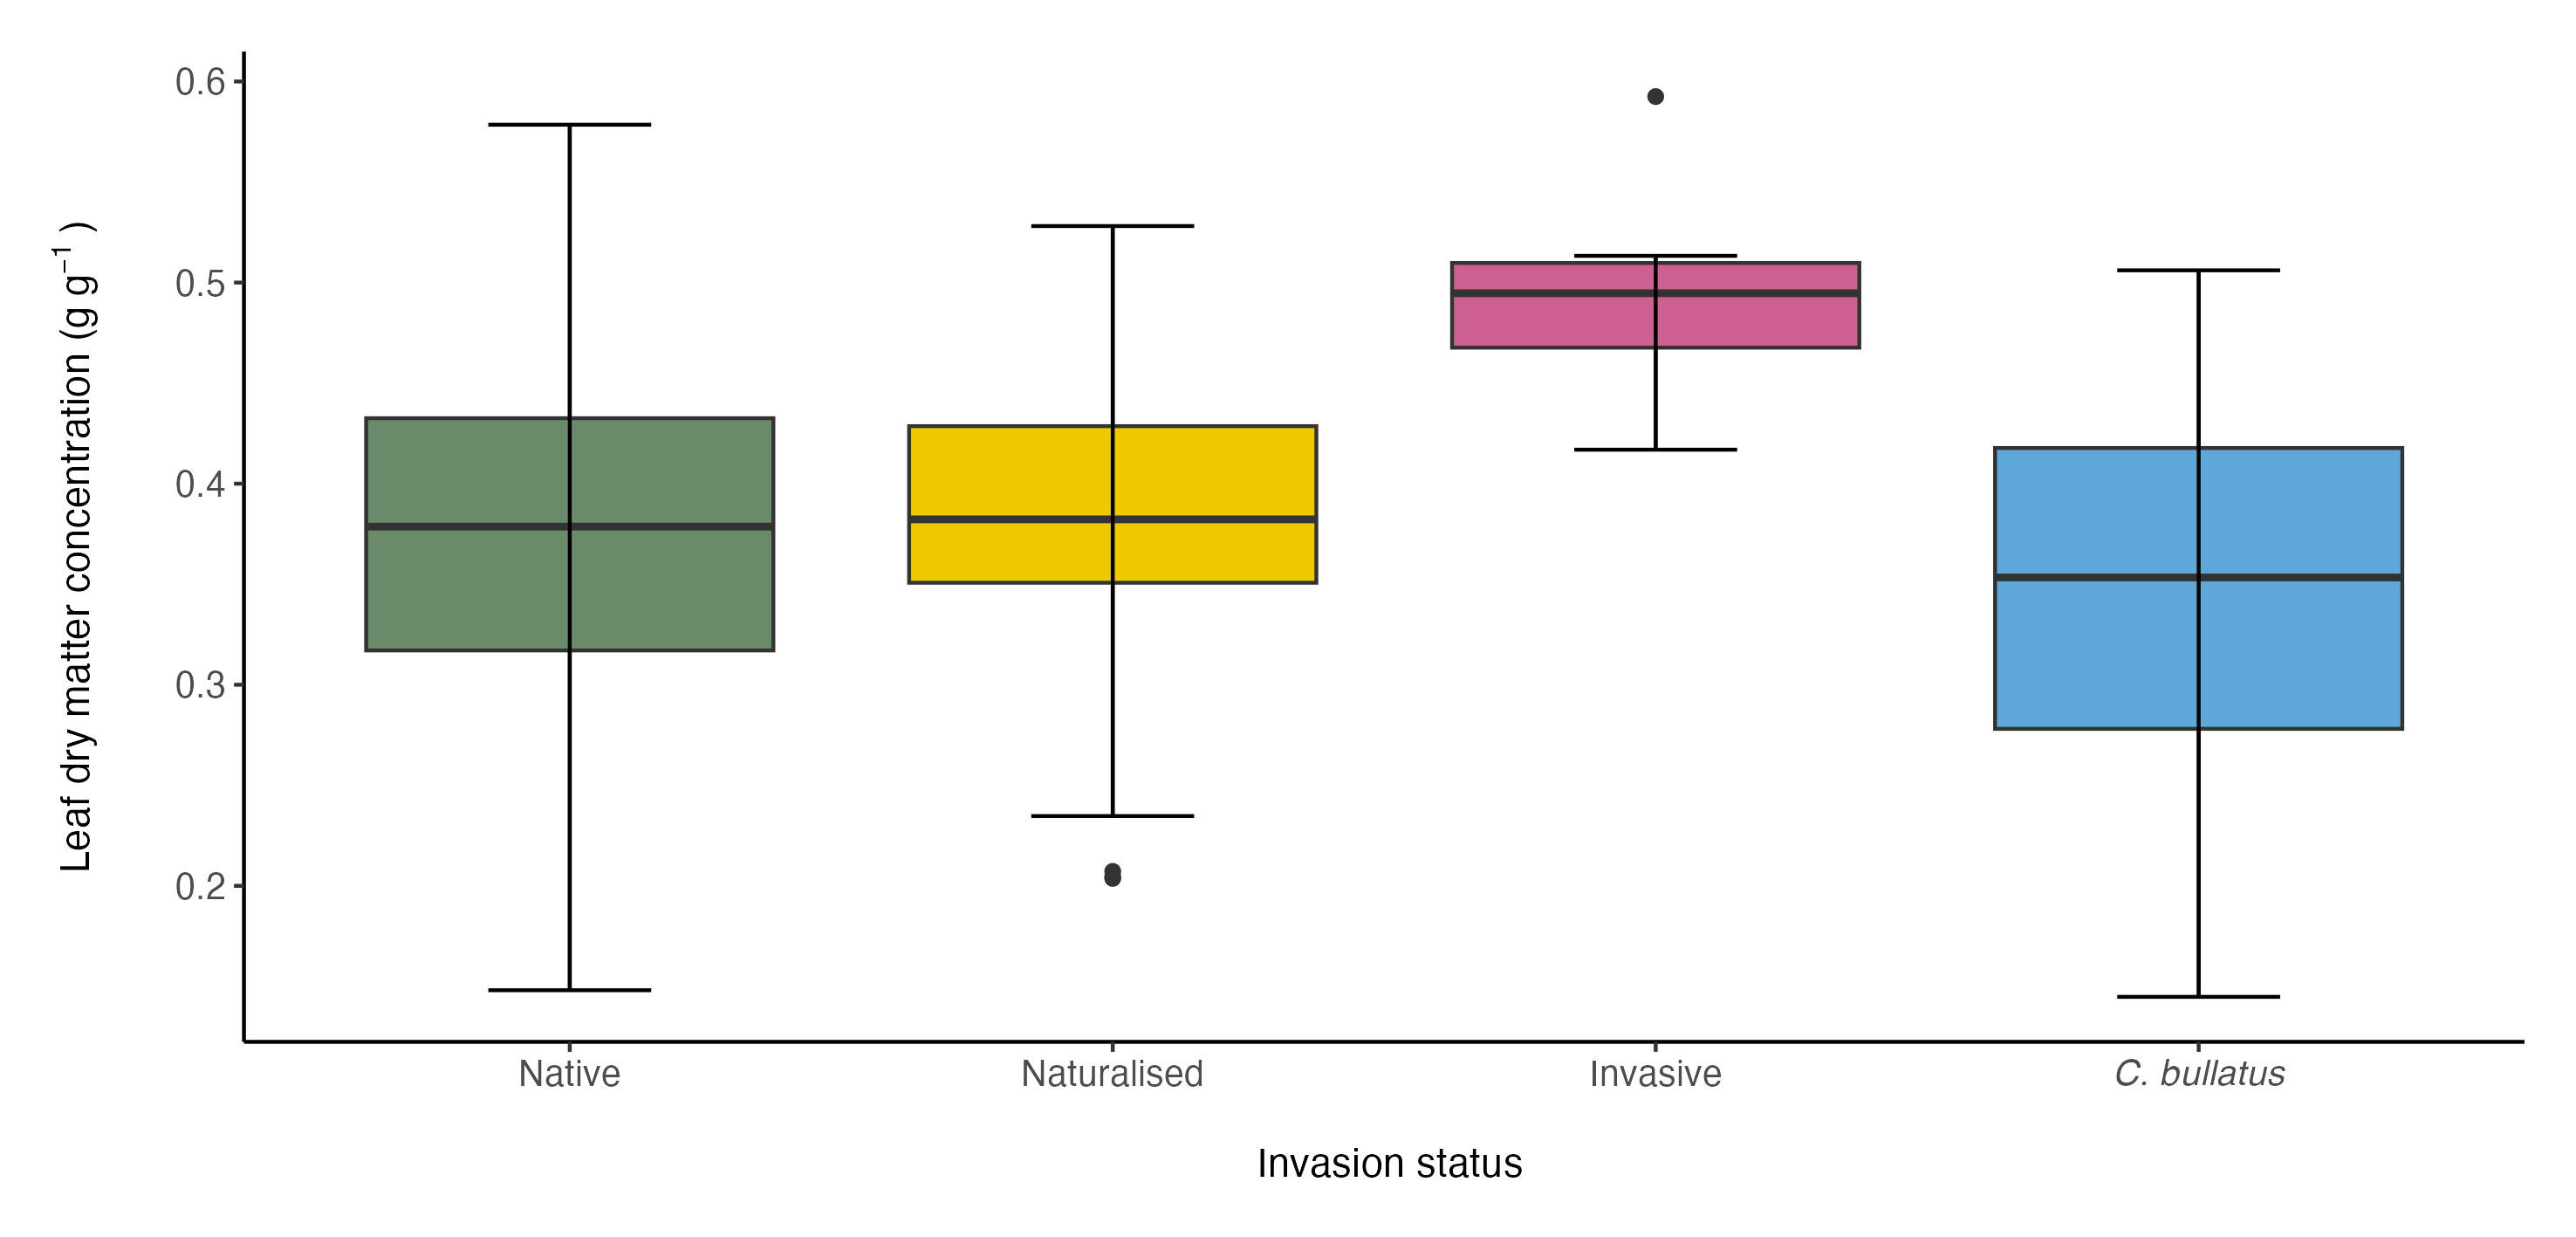 Leaf dry matter concentration (g g⁻¹ )
0.6
0.5
0.4
0.3
0.2
Native Naturalised Invasive C. bullatus
Invasion status